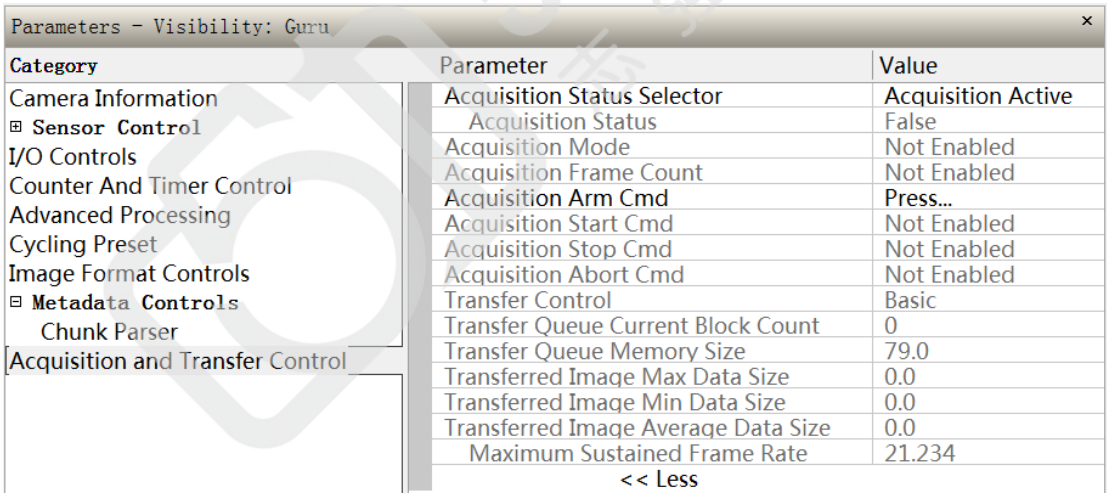 Parameters - Visibility: Guru ×
Category Parameter Value
Camera Information
⊞ Sensor Control
I/O Controls
Counter And Timer Control
Advanced Processing
Cycling Preset
Image Format Controls
⊟ Metadata Controls
Chunk Parser
Acquisition and Transfer Control
Acquisition Status Selector Acquisition Active
Acquisition Status False
Acquisition Mode Not Enabled
Acquisition Frame Count Not Enabled
Acquisition Arm Cmd Press...
Acquisition Start Cmd Not Enabled
Acquisition Stop Cmd Not Enabled
Acquisition Abort Cmd Not Enabled
Transfer Control Basic
Transfer Queue Current Block Count 0
Transfer Queue Memory Size 79.0
Transferred Image Max Data Size 0.0
Transferred Image Min Data Size 0.0
Transferred Image Average Data Size 0.0
Maximum Sustained Frame Rate 21.234
<< Less